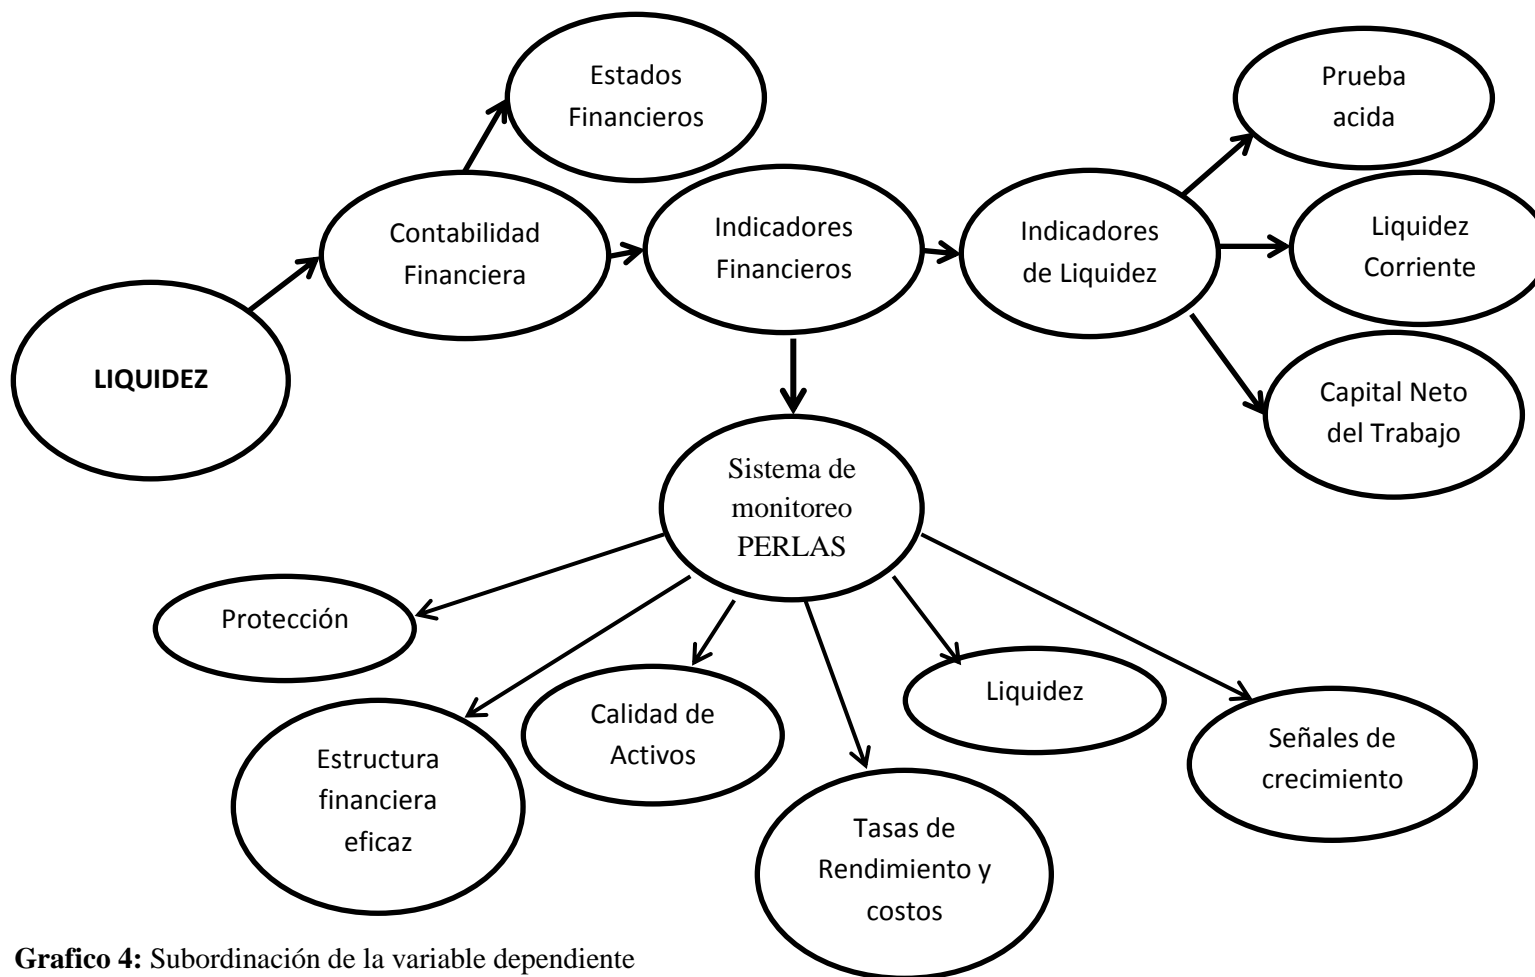 Estados
Financieros
Prueba
acida
Contabilidad
Financiera
Indicadores
Financieros
Indicadores
de Liquidez
Liquidez
Corriente
LIQUIDEZ
Capital Neto
del Trabajo
Sistema de
monitoreo
PERLAS
Protección
Estructura
financiera
eficaz
Calidad de
Activos
Tasas de
Rendimiento y
costos
Liquidez
Señales de
crecimiento
Grafico 4: Subordinación de la variable dependiente